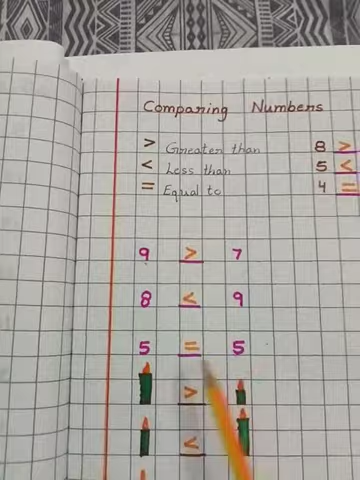 Comparing Numbers
> Greater than 8 >
< Less than 5 <
= Equal to 4 =
9 > 7
8 < 9
5 = 5
>
<